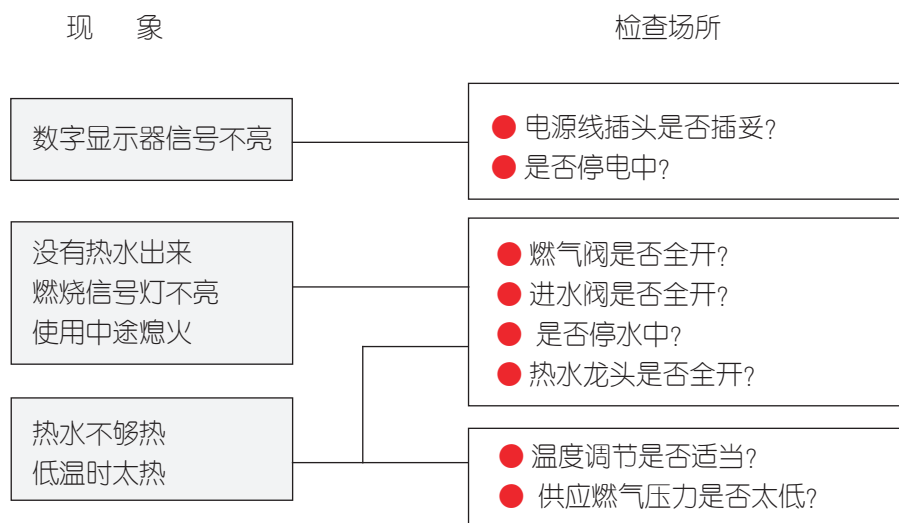 现 象
检查场所
数字显示器信号不亮
电源线插头是否插妥?
是否停电中?
没有热水出来
燃烧信号灯不亮
使用中途熄火
燃气阀是否全开?
进水阀是否全开?
是否停水中?
热水龙头是否全开?
热水不够热
低温时太热
温度调节是否适当?
供应燃气压力是否太低?